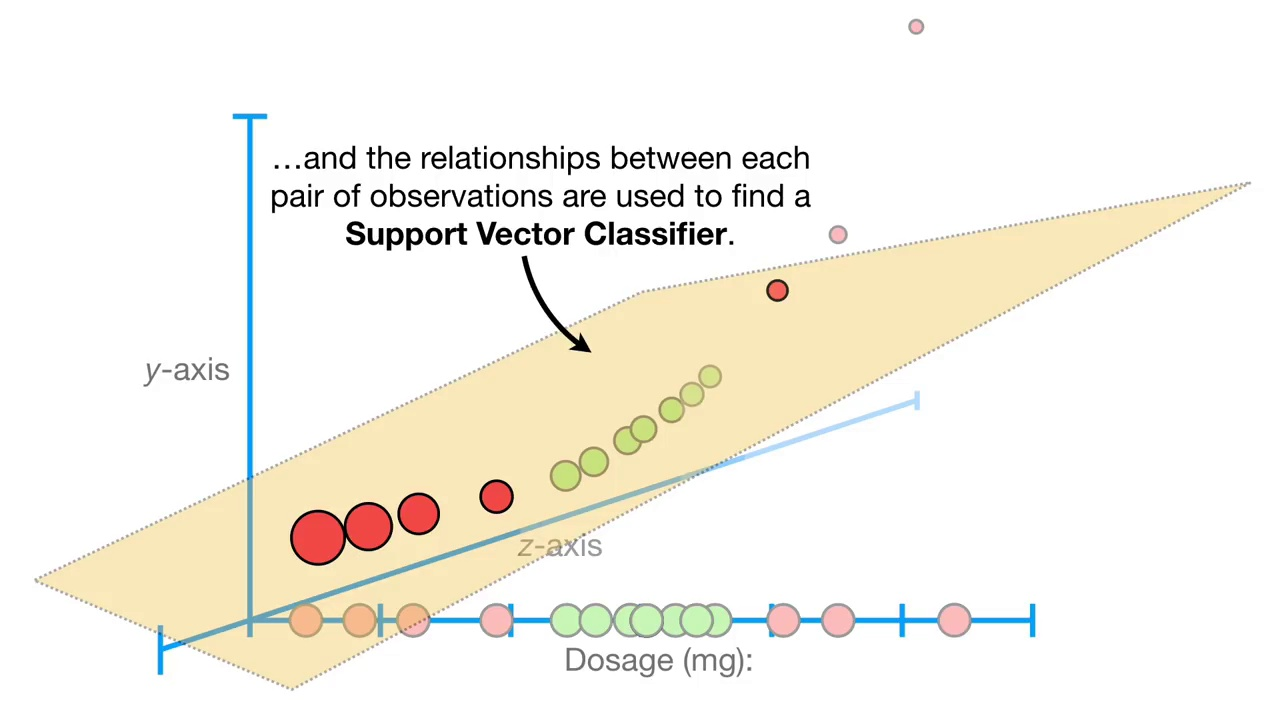 …and the relationships between each
pair of observations are used to find a
Support Vector Classifier.
y-axis
z-axis
Dosage (mg):